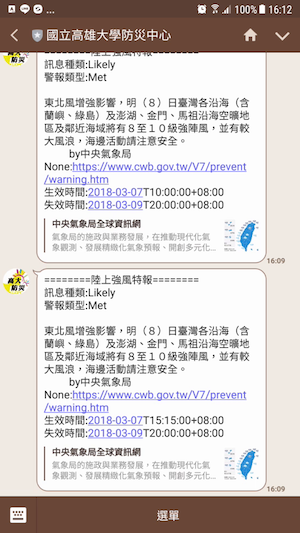 100% 16:12
國立高雄大學防災中心
========陸上強風特報========
訊息種類:Likely
警報類型:Met
東北風增強影響，明（８）日臺灣各沿海（含
蘭嶼、綠島）及澎湖、金門、馬祖沿海空曠地
區及鄰近海域將有８至１０級強陣風，並有較
大風浪，海邊活動請注意安全。
by中央氣象局
None:https://www.cwb.gov.tw/V7/prevent
/warning.htm
生效時間:2018-03-07T10:00:00+08:00
失效時間:2018-03-09T20:00:00+08:00
中央氣象局全球資訊網
氣象局的施政與業務發展，在推動現代化氣
象觀測、發展精緻化氣象預報、開創多元化...
16:09
高大
防災
========陸上強風特報========
訊息種類:Likely
警報類型:Met
東北風增強影響，明（８）日臺灣各沿海（含
蘭嶼、綠島）及澎湖、金門、馬祖沿海空曠地
區及鄰近海域將有８至１０級強陣風，並有較
大風浪，海邊活動請注意安全。
by中央氣象局
None:https://www.cwb.gov.tw/V7/prevent
/warning.htm
生效時間:2018-03-07T15:15:00+08:00
失效時間:2018-03-09T20:00:00+08:00
中央氣象局全球資訊網
氣象局的施政與業務發展，在推動現代化氣
象觀測、發展精緻化氣象預報、開創多元化...
16:09
選單